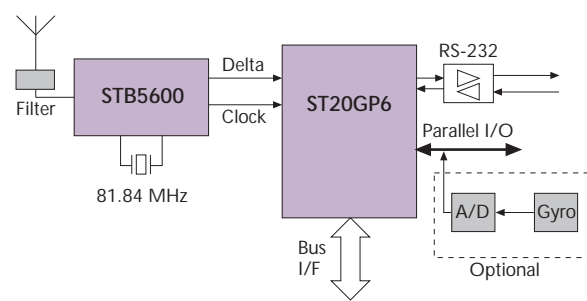 RS-232
Delta
STB5600
ST20GP6
Filter
Clock
Parallel I/O
81.84 MHz
A/D
Gyro
Bus
I/F
Optional